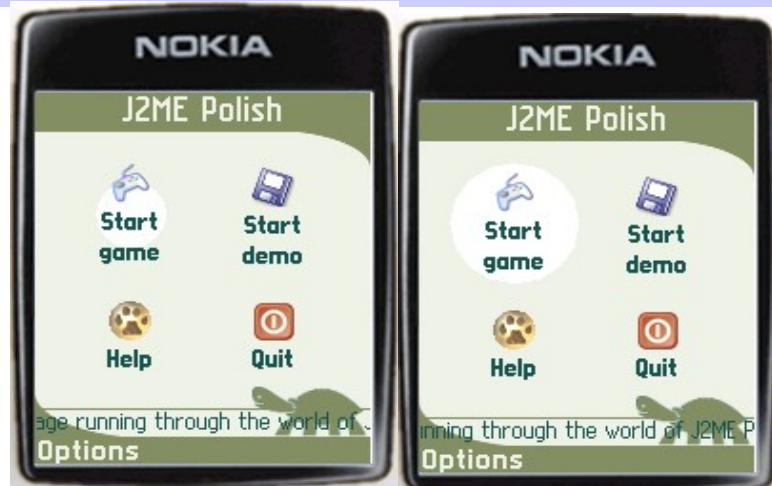 NOKIA
J2ME Polish
Start
game
Start
demo
Help
Quit
age running through the world of
Options
NOKIA
J2ME Polish
Start
game
Start
demo
Help
Quit
nning through the world of J2ME P
Options